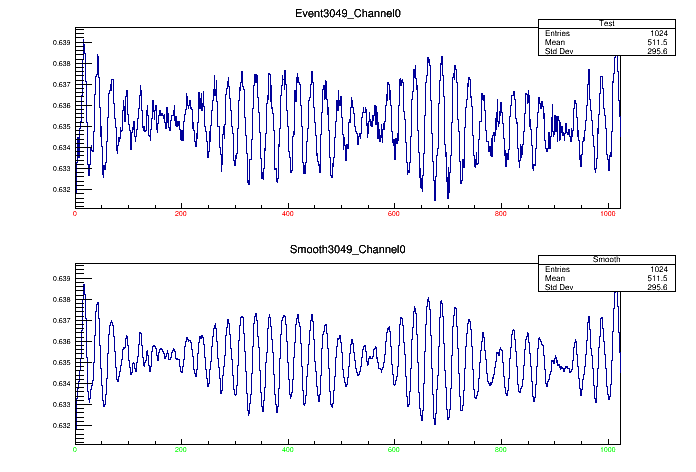 Event3049_Channel0
Test
Entries 1024
Mean 511.5
Std Dev 295.6
0.639
0.638
0.637
0.636
0.635
0.634
0.633
0.632
0 200 400 600 800 1000
Smooth3049_Channel0
Smooth
Entries 1024
Mean 511.5
Std Dev 295.6
0.639
0.638
0.637
0.636
0.635
0.634
0.633
0.632
0 200 400 600 800 1000